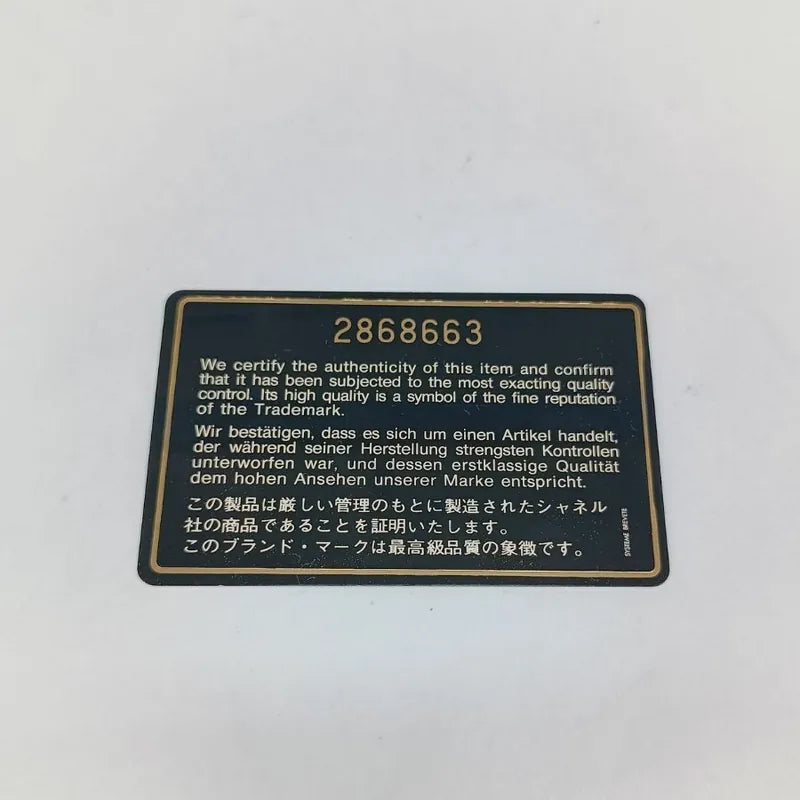 2868663
We certify the authenticity of this item and confirm
that it has been subjected to the most exacting quality
control. Its high quality is a symbol of the fine reputation
of the Trademark.
Wir bestätigen, dass es sich um einen Artikel handelt,
der während seiner Herstellung strengsten Kontrollen
unterworfen war, und dessen erstklassige Qualität
dem hohen Ansehen unserer Marke entspricht.
この製品は厳しい管理のもとに製造されたシャネル
社の商品であることを証明いたします。
このブランド・マークは最高級品質の象徴です。
SYSTEME BREVETE